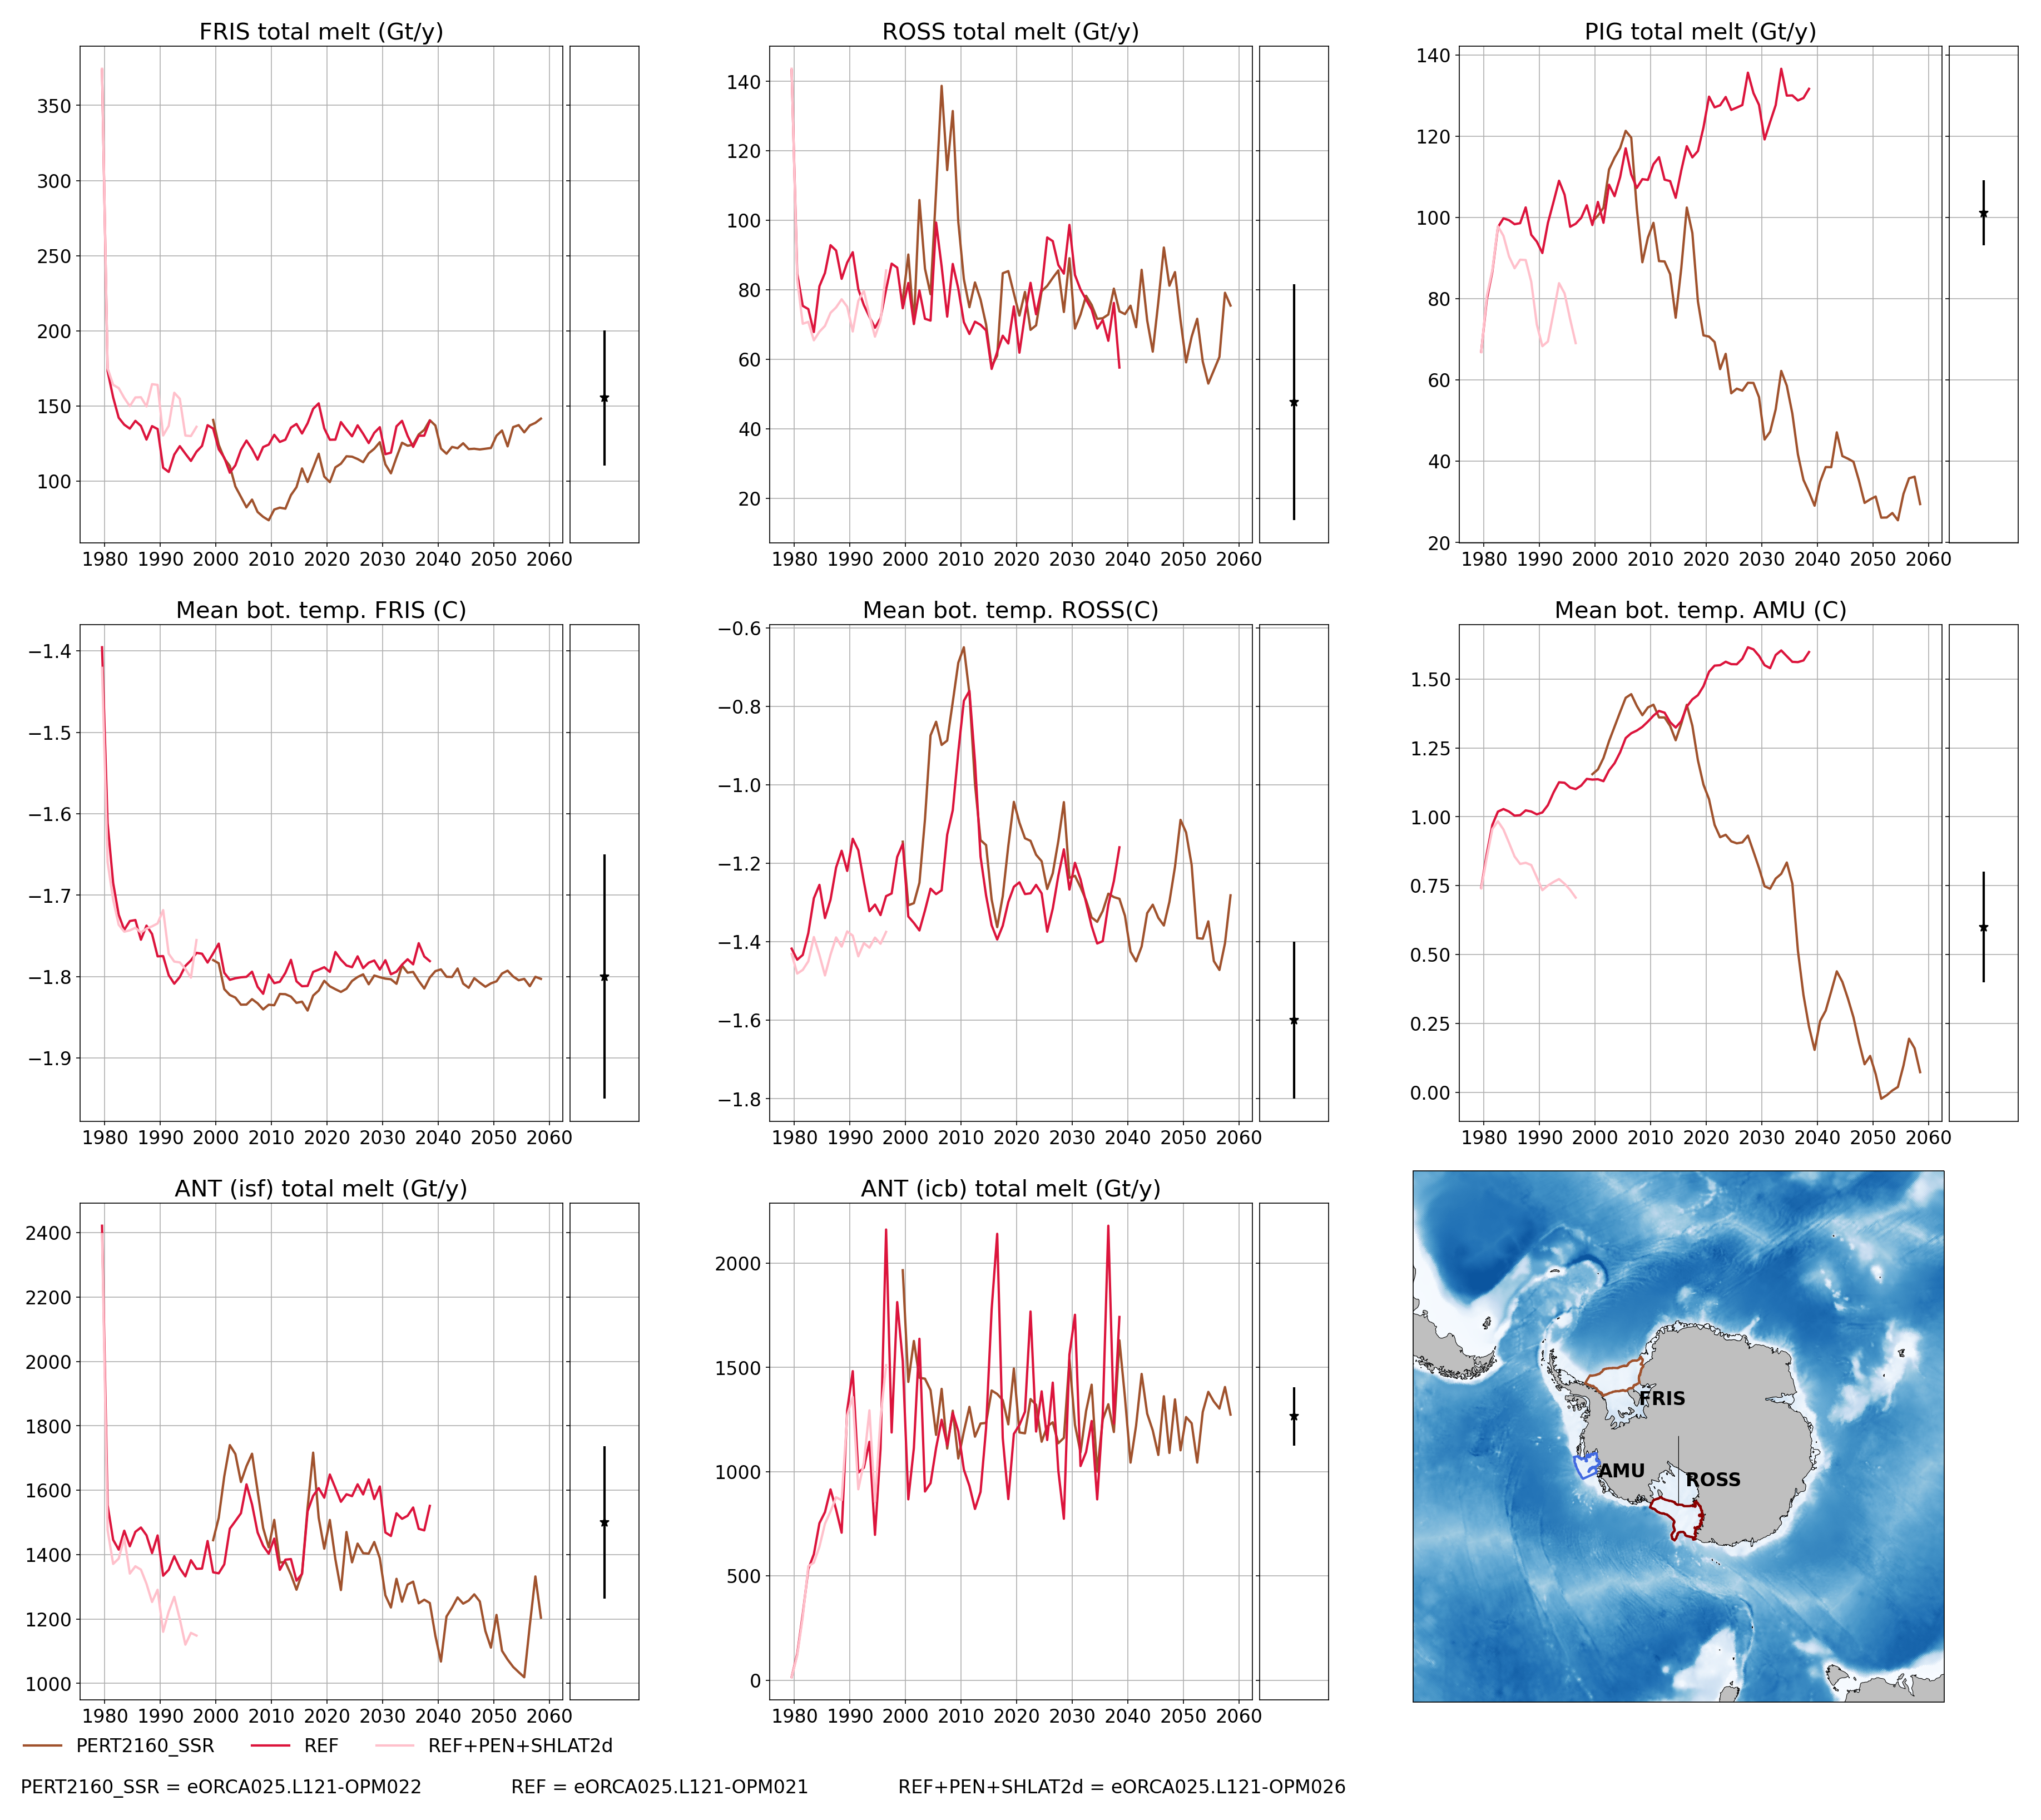 FRIS total melt (Gt/y)
ROSS total melt (Gt/y)
PIG total melt (Gt/y)
350
300
250
200
150
100
1980 1990 2000 2010 2020 2030 2040 2050 2060
140
120
100
80
60
40
20
1980 1990 2000 2010 2020 2030 2040 2050 2060
140
120
100
80
60
40
20
1980 1990 2000 2010 2020 2030 2040 2050 2060
Mean bot. temp. FRIS (C)
Mean bot. temp. ROSS(C)
Mean bot. temp. AMU (C)
−1.4
−1.5
−1.6
−1.7
−1.8
−1.9
1980 1990 2000 2010 2020 2030 2040 2050 2060
−0.6
−0.8
−1.0
−1.2
−1.4
−1.6
−1.8
1980 1990 2000 2010 2020 2030 2040 2050 2060
1.50
1.25
1.00
0.75
0.50
0.25
0.00
1980 1990 2000 2010 2020 2030 2040 2050 2060
ANT (isf) total melt (Gt/y)
ANT (icb) total melt (Gt/y)
2400
2200
2000
1800
1600
1400
1200
1000
1980 1990 2000 2010 2020 2030 2040 2050 2060
2000
1500
1000
500
0
1980 1990 2000 2010 2020 2030 2040 2050 2060
FRIS
AMU
ROSS
PERT2160_SSR REF REF+PEN+SHLAT2d
PERT2160_SSR = eORCA025.L121-OPM022 REF = eORCA025.L121-OPM021 REF+PEN+SHLAT2d = eORCA025.L121-OPM026